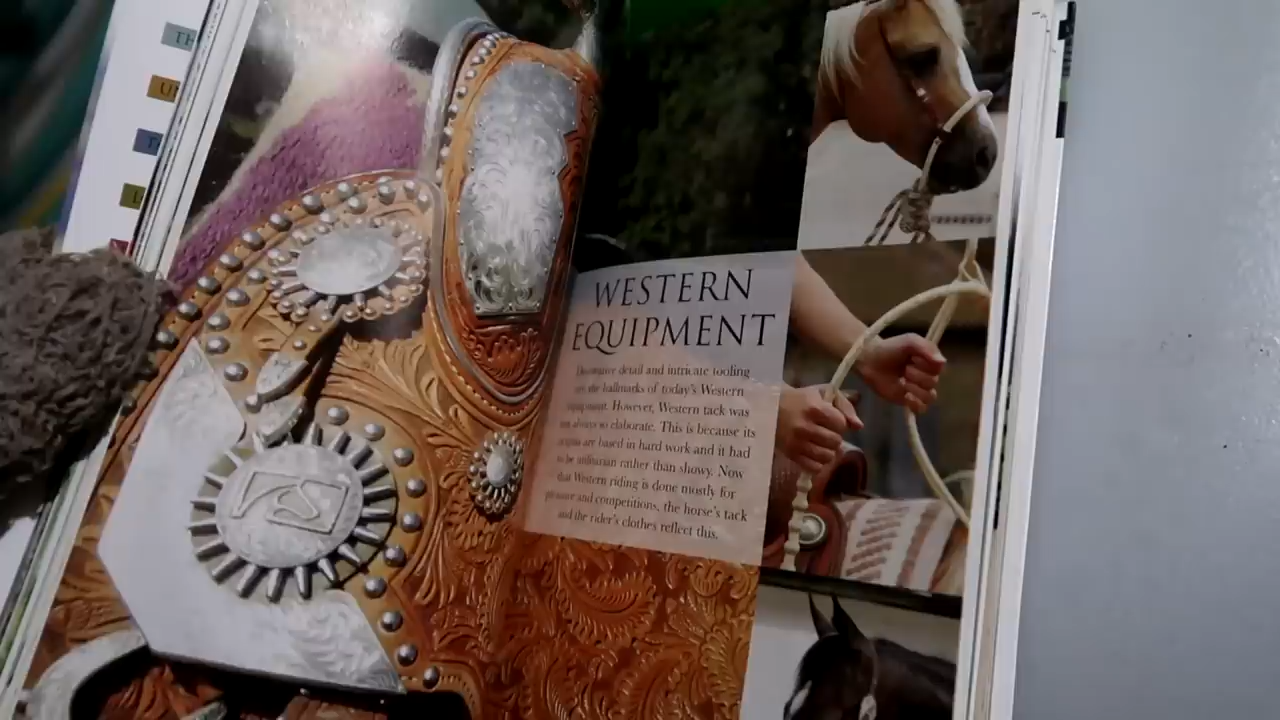 TH
UN
T
L
WESTERN
EQUIPMENT
Decorative detail and intricate tooling
are the hallmarks of today's Western
equipment. However, Western tack was
not always so elaborate. This is because its
origins are based in hard work and it had
to be utilitarian rather than showy. Now
that Western riding is done mostly for
pleasure and competitions, the horse's tack
and the rider's clothes reflect this.